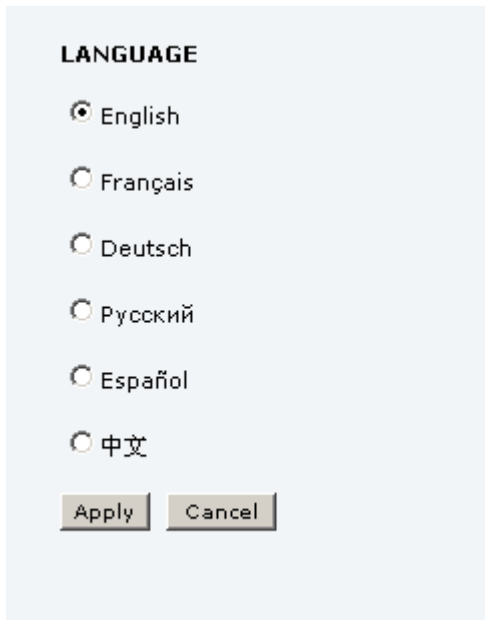 LANGUAGE
English
Français
Deutsch
Русский
Español
中文
Apply Cancel